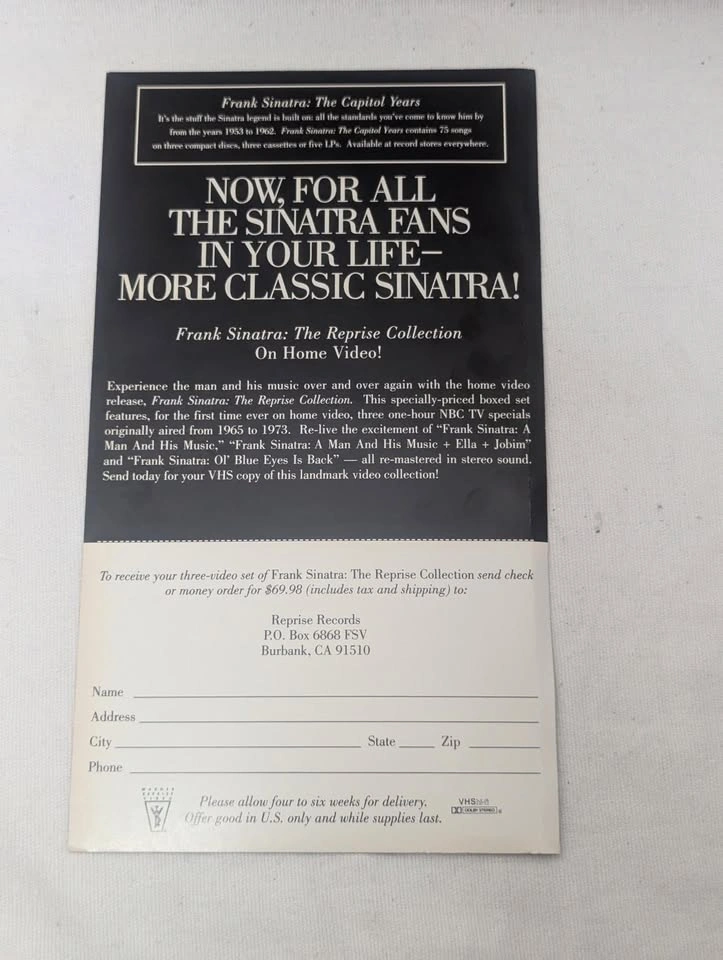 Frank Sinatra: The Capitol Years
It's the stuff the Sinatra legend is built on: all the standards you've come to know him by
from the years 1953 to 1962. Frank Sinatra: The Capitol Years contains 75 songs
on three compact discs, three cassettes or five LPs. Available at record stores everywhere.
NOW, FOR ALL
THE SINATRA FANS
IN YOUR LIFE—
MORE CLASSIC SINATRA!
Frank Sinatra: The Reprise Collection
On Home Video!
Experience the man and his music over and over again with the home video
release, Frank Sinatra: The Reprise Collection. This specially-priced boxed set
features, for the first time ever on home video, three one-hour NBC TV specials
originally aired from 1965 to 1973. Re-live the excitement of "Frank Sinatra: A
Man And His Music," "Frank Sinatra: A Man And His Music + Ella + Jobim"
and "Frank Sinatra: Ol' Blue Eyes Is Back" — all re-mastered in stereo sound.
Send today for your VHS copy of this landmark video collection!
To receive your three-video set of Frank Sinatra: The Reprise Collection send check
or money order for $69.98 (includes tax and shipping) to:
Reprise Records
P.O. Box 6868 FSV
Burbank, CA 91510
Name
Address
City State Zip
Phone
WARNER
REPRISE
VIDEO
Please allow four to six weeks for delivery.
Offer good in U.S. only and while supplies last.
VHS
DOLBY STEREO